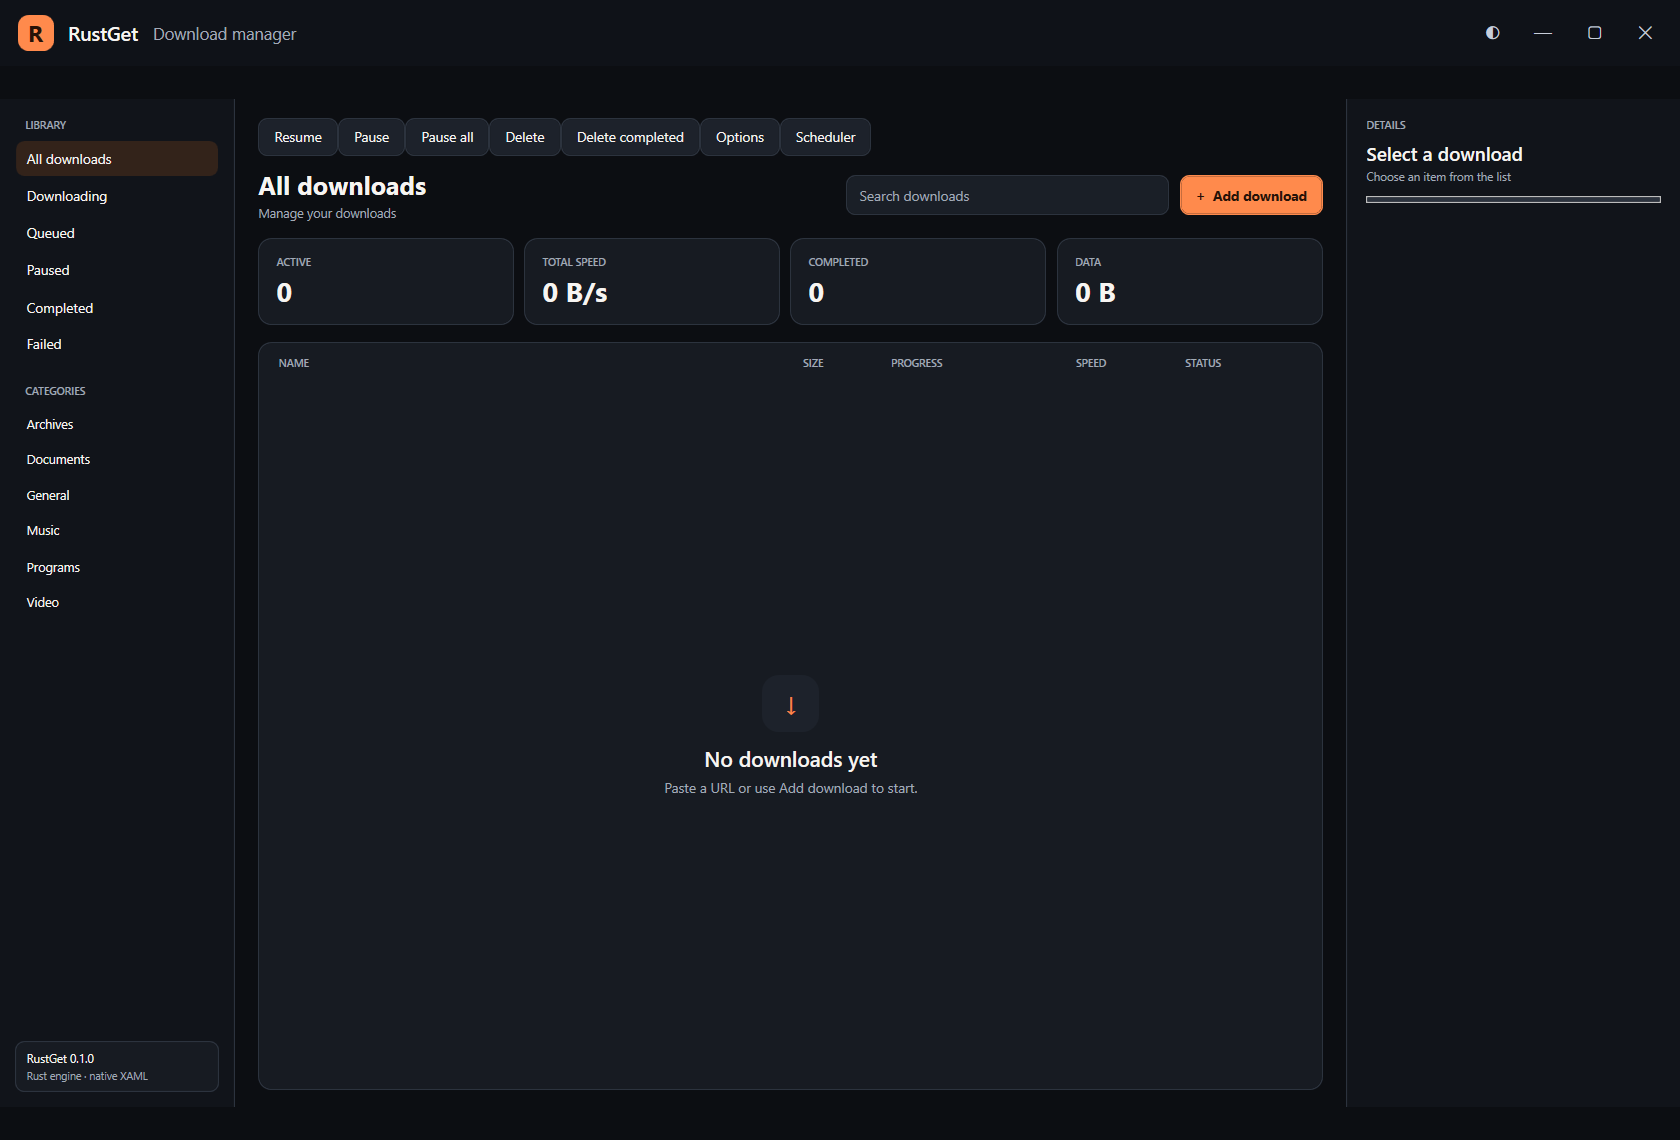 R RustGet Download manager
LIBRARY
All downloads
Downloading
Queued
Paused
Completed
Failed
CATEGORIES
Archives
Documents
General
Music
Programs
Video
RustGet 0.1.0
Rust engine · native XAML
Resume Pause Pause all Delete Delete completed Options Scheduler
All downloads
Manage your downloads
Search downloads
+ Add download
ACTIVE
0
TOTAL SPEED
0 B/s
COMPLETED
0
DATA
0 B
NAME SIZE PROGRESS SPEED STATUS
↓
No downloads yet
Paste a URL or use Add download to start.
DETAILS
Select a download
Choose an item from the list